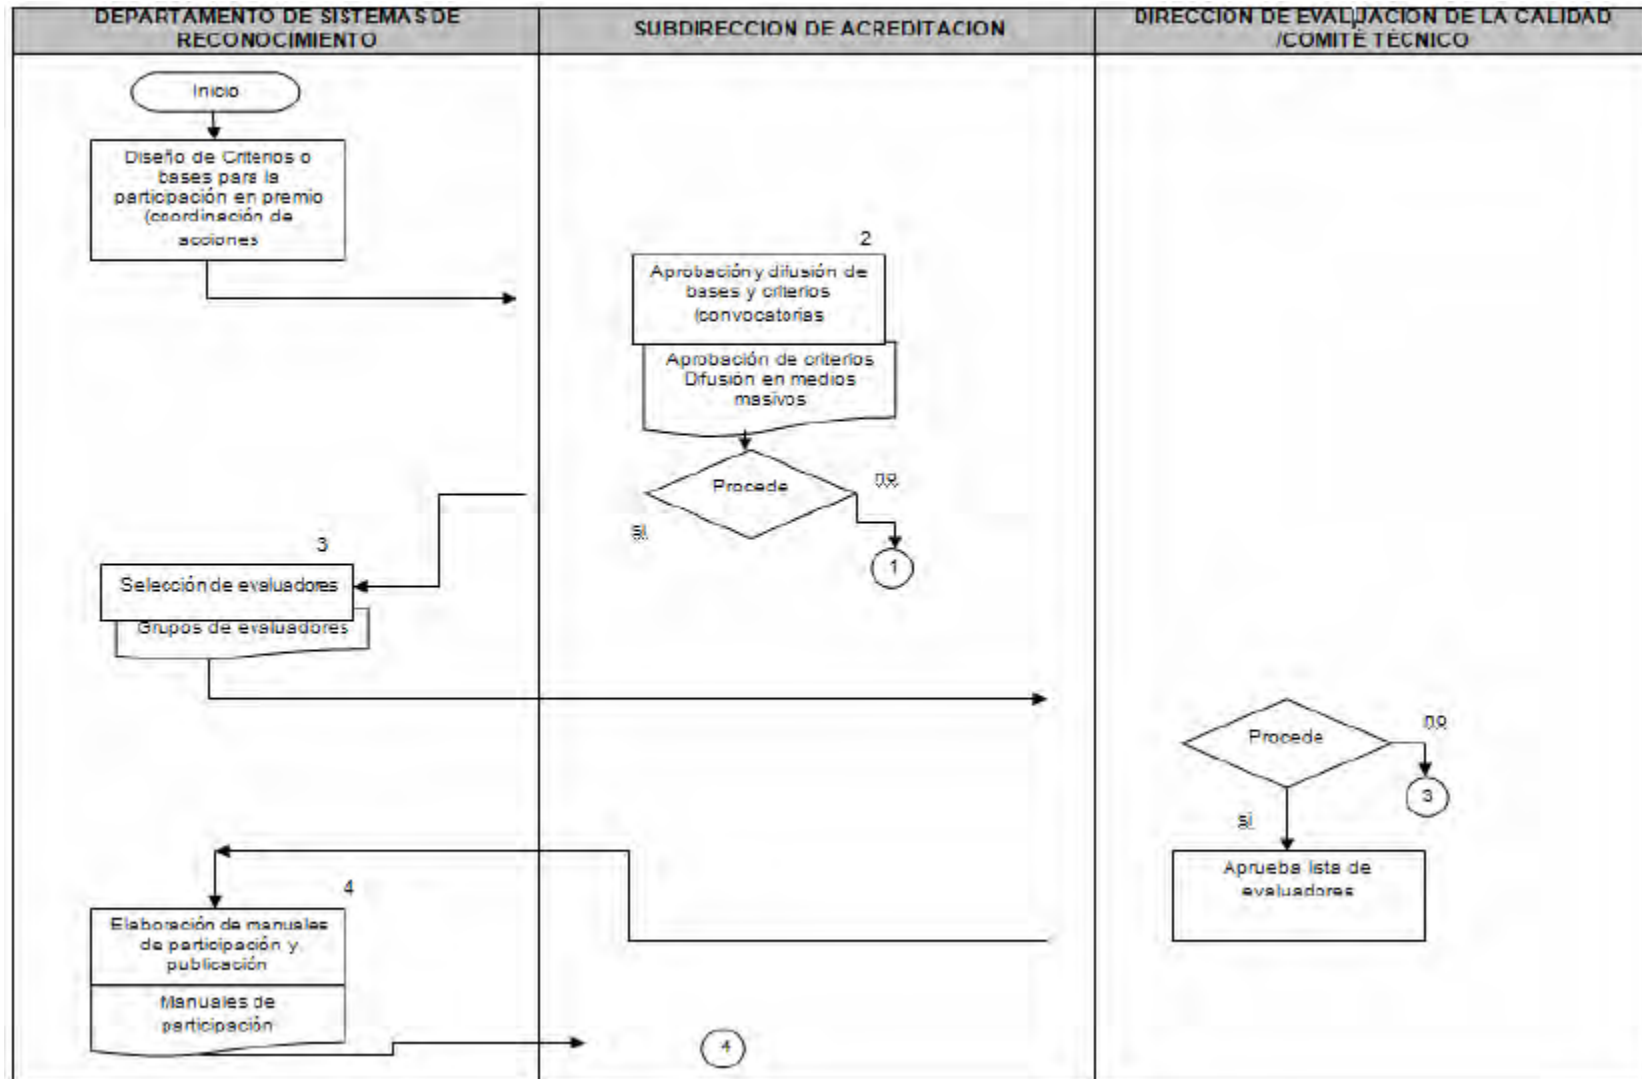 DEPARTAMENTO DE SISTEMAS DE
RECONOCIMIENTO
SUBDIRECCION DE ACREDITACION
DIRECCION DE EVALUACION DE LA CALIDAD
/COMITÉ TÉCNICO
Inicio
Diseño de Criterios o
bases para la
participación en premio
(coordinación de
acciones
2
Aprobación y difusión de
bases y criterios
(convocatorias
Aprobación de criterios
Difusión en medios
masivos
Procede
no
si
1
3
Selección de evaluadores
Grupos de evaluadores
Procede
no
3
si
Aprueba lista de
evaluadores
4
Elaboración de manuales
de participación y
publicación
Manuales de
participación
4